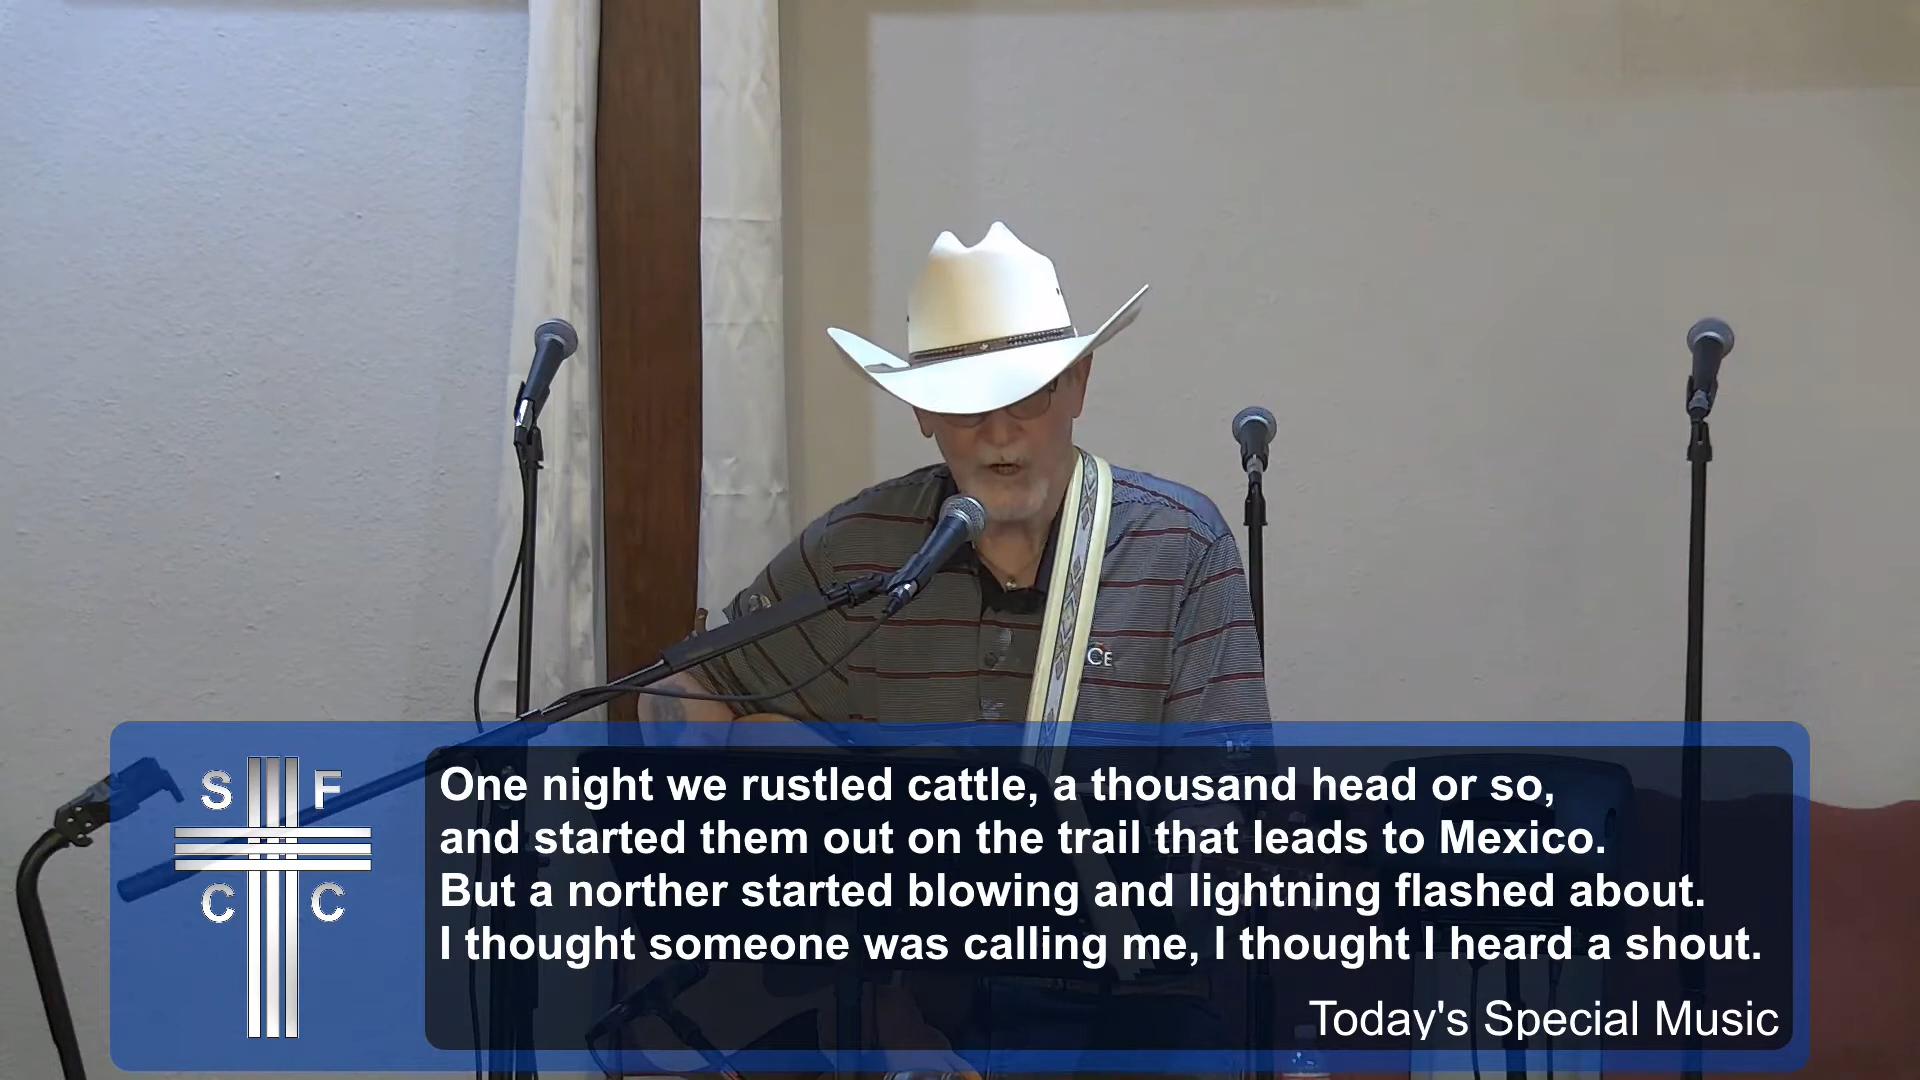 CE
S F
C C
One night we rustled cattle, a thousand head or so,
and started them out on the trail that leads to Mexico.
But a norther started blowing and lightning flashed about.
I thought someone was calling me, I thought I heard a shout.
Today's Special Music